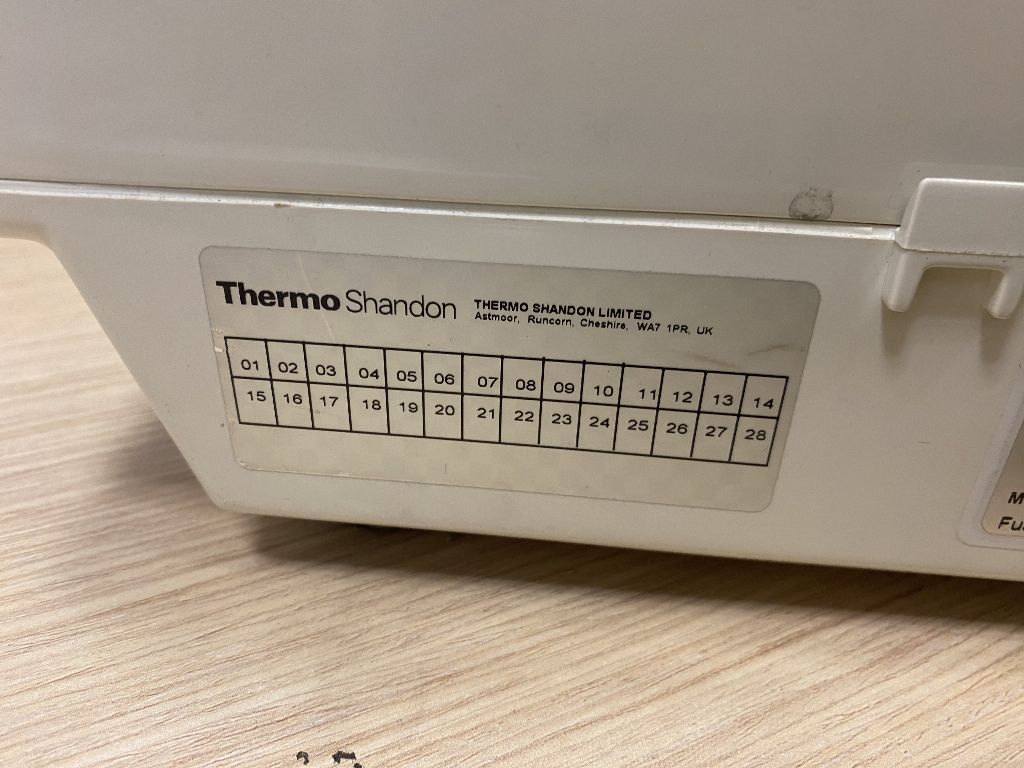 Thermo Shandon
THERMO SHANDON LIMITED
Astmoor, Runcorn, Cheshire, WA7 1PR, UK
01 02 03 04 05 06 07 08 09 10 11 12 13 14
15 16 17 18 19 20 21 22 23 24 25 26 27 28